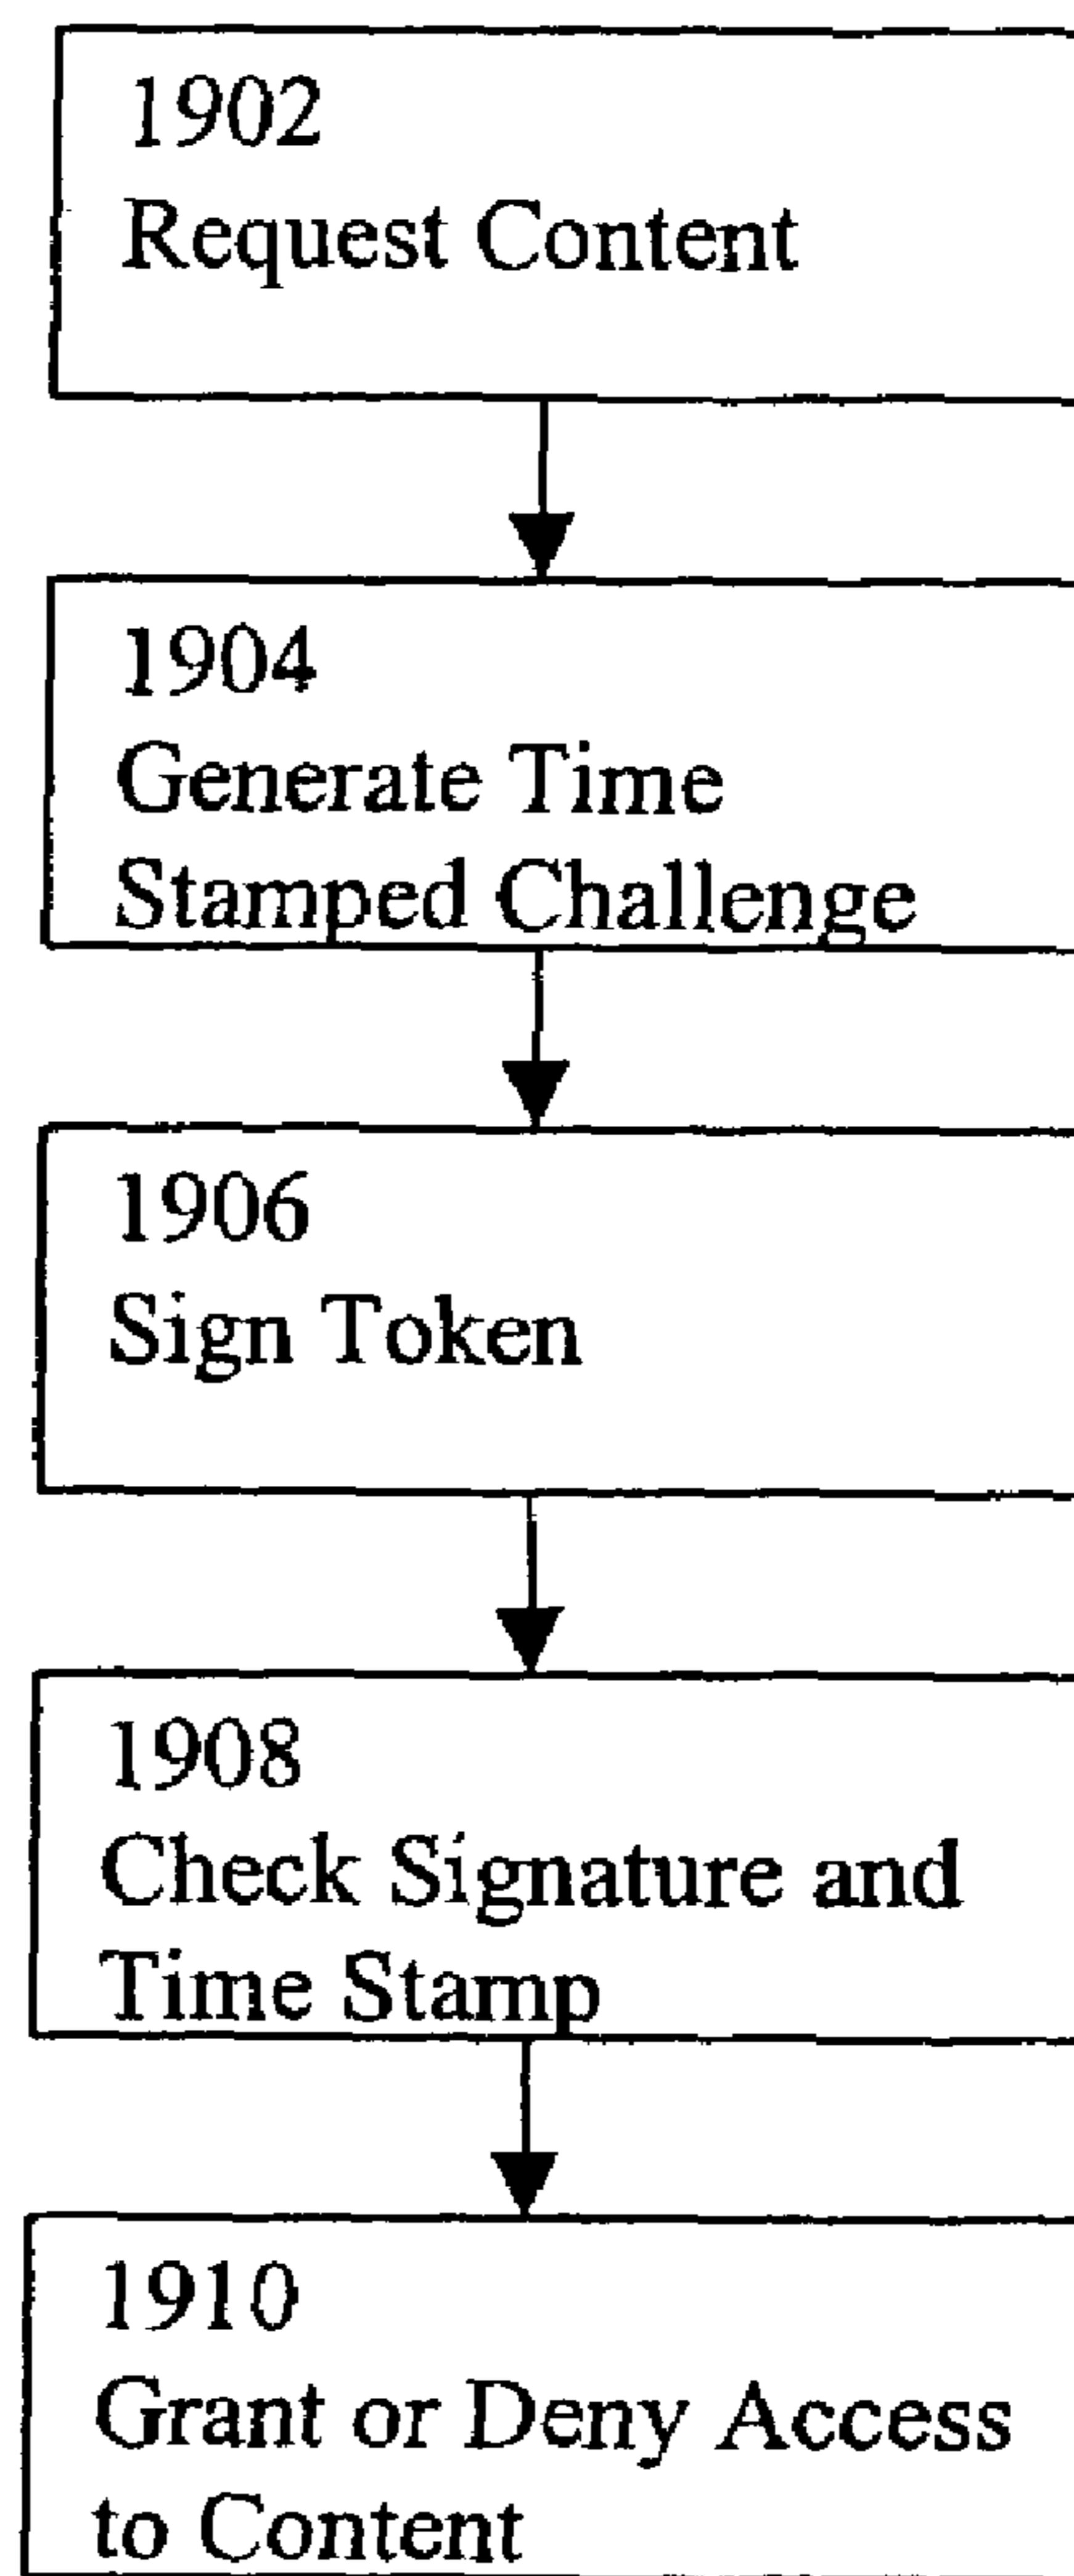 1902
Request Content
1904
Generate Time
Stamped Challenge
1906
Sign Token
1908
Check Signature and
Time Stamp
1910
Grant or Deny Access
to Content